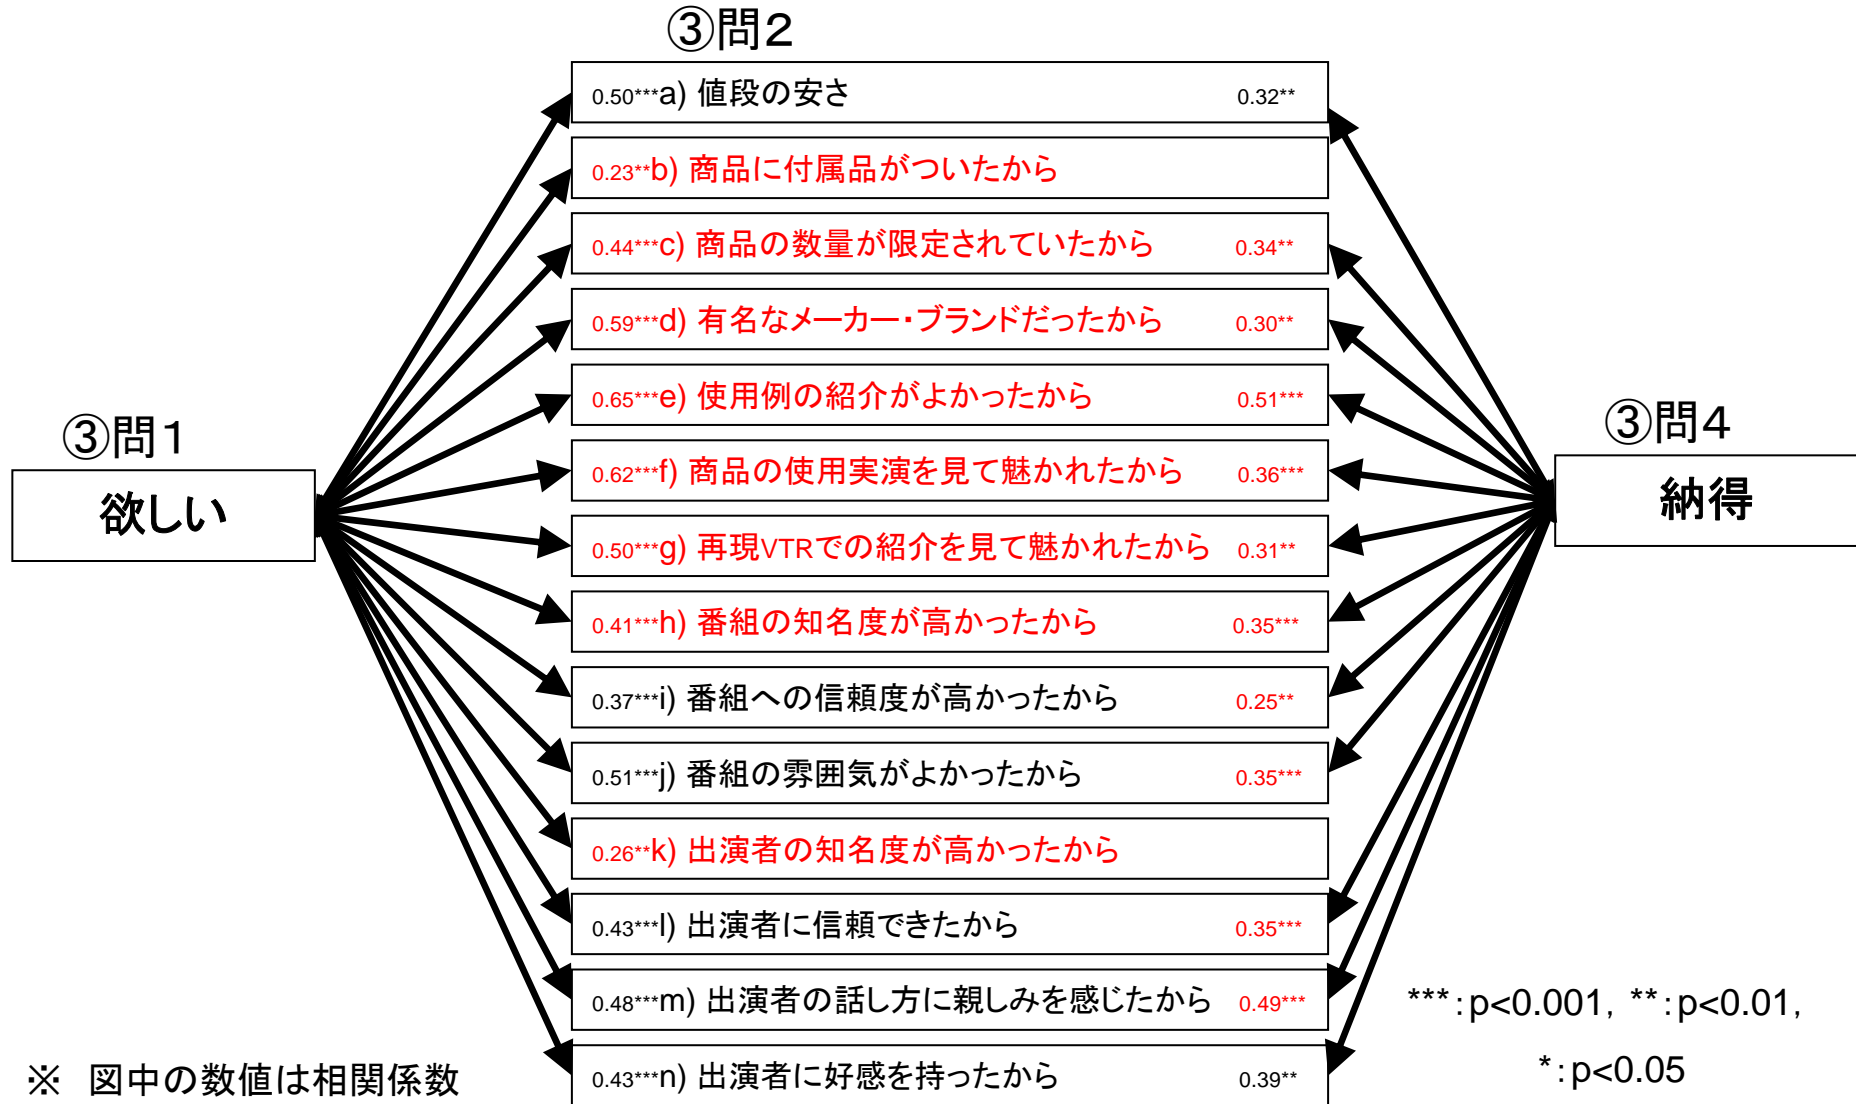 ③問2
0.50***a) 値段の安さ 0.32**
0.23**b) 商品に付属品がついたから
0.44***c) 商品の数量が限定されていたから 0.34**
0.59***d) 有名なメーカー・ブランドだったから 0.30**
0.65***e) 使用例の紹介がよかったから 0.51***
③問1
③問4
0.62***f) 商品の使用実演を見て魅かれたから 0.36***
欲しい
納得
0.50***g) 再現VTRでの紹介を見て魅かれたから 0.31**
0.41***h) 番組の知名度が高かったから 0.35***
0.37***i) 番組への信頼度が高かったから 0.25**
0.51***j) 番組の雰囲気がよかったから 0.35***
0.26**k) 出演者の知名度が高かったから
0.43***l) 出演者に信頼できたから 0.35***
0.48***m) 出演者の話し方に親しみを感じたから 0.49***
***:p<0.001, **:p<0.01,
0.43***n) 出演者に好感を持ったから 0.39**
*:p<0.05
※ 図中の数値は相関係数